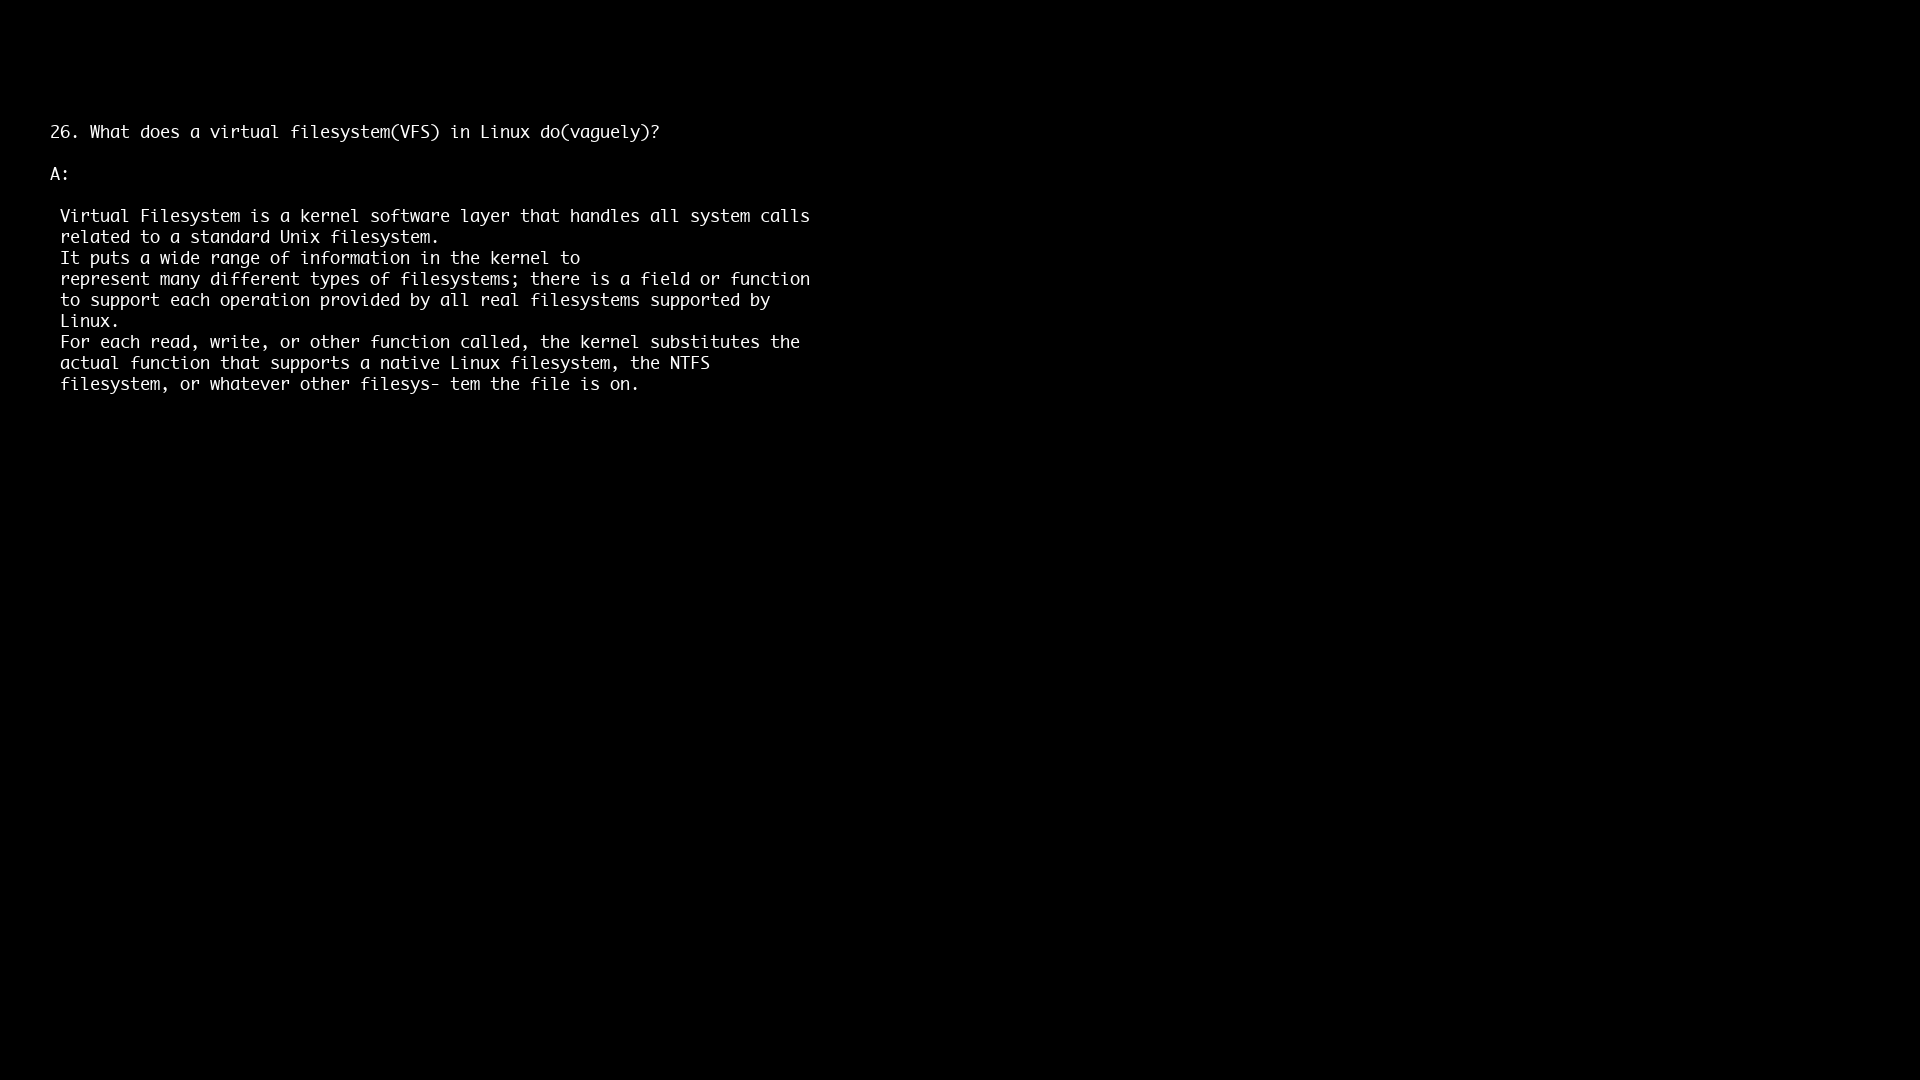 26. What does a virtual filesystem(VFS) in Linux do(vaguely)?
A:
Virtual Filesystem is a kernel software layer that handles all system calls
related to a standard Unix filesystem.
It puts a wide range of information in the kernel to
represent many different types of filesystems; there is a field or function
to support each operation provided by all real filesystems supported by
Linux.
For each read, write, or other function called, the kernel substitutes the
actual function that supports a native Linux filesystem, the NTFS
filesystem, or whatever other filesys- tem the file is on.